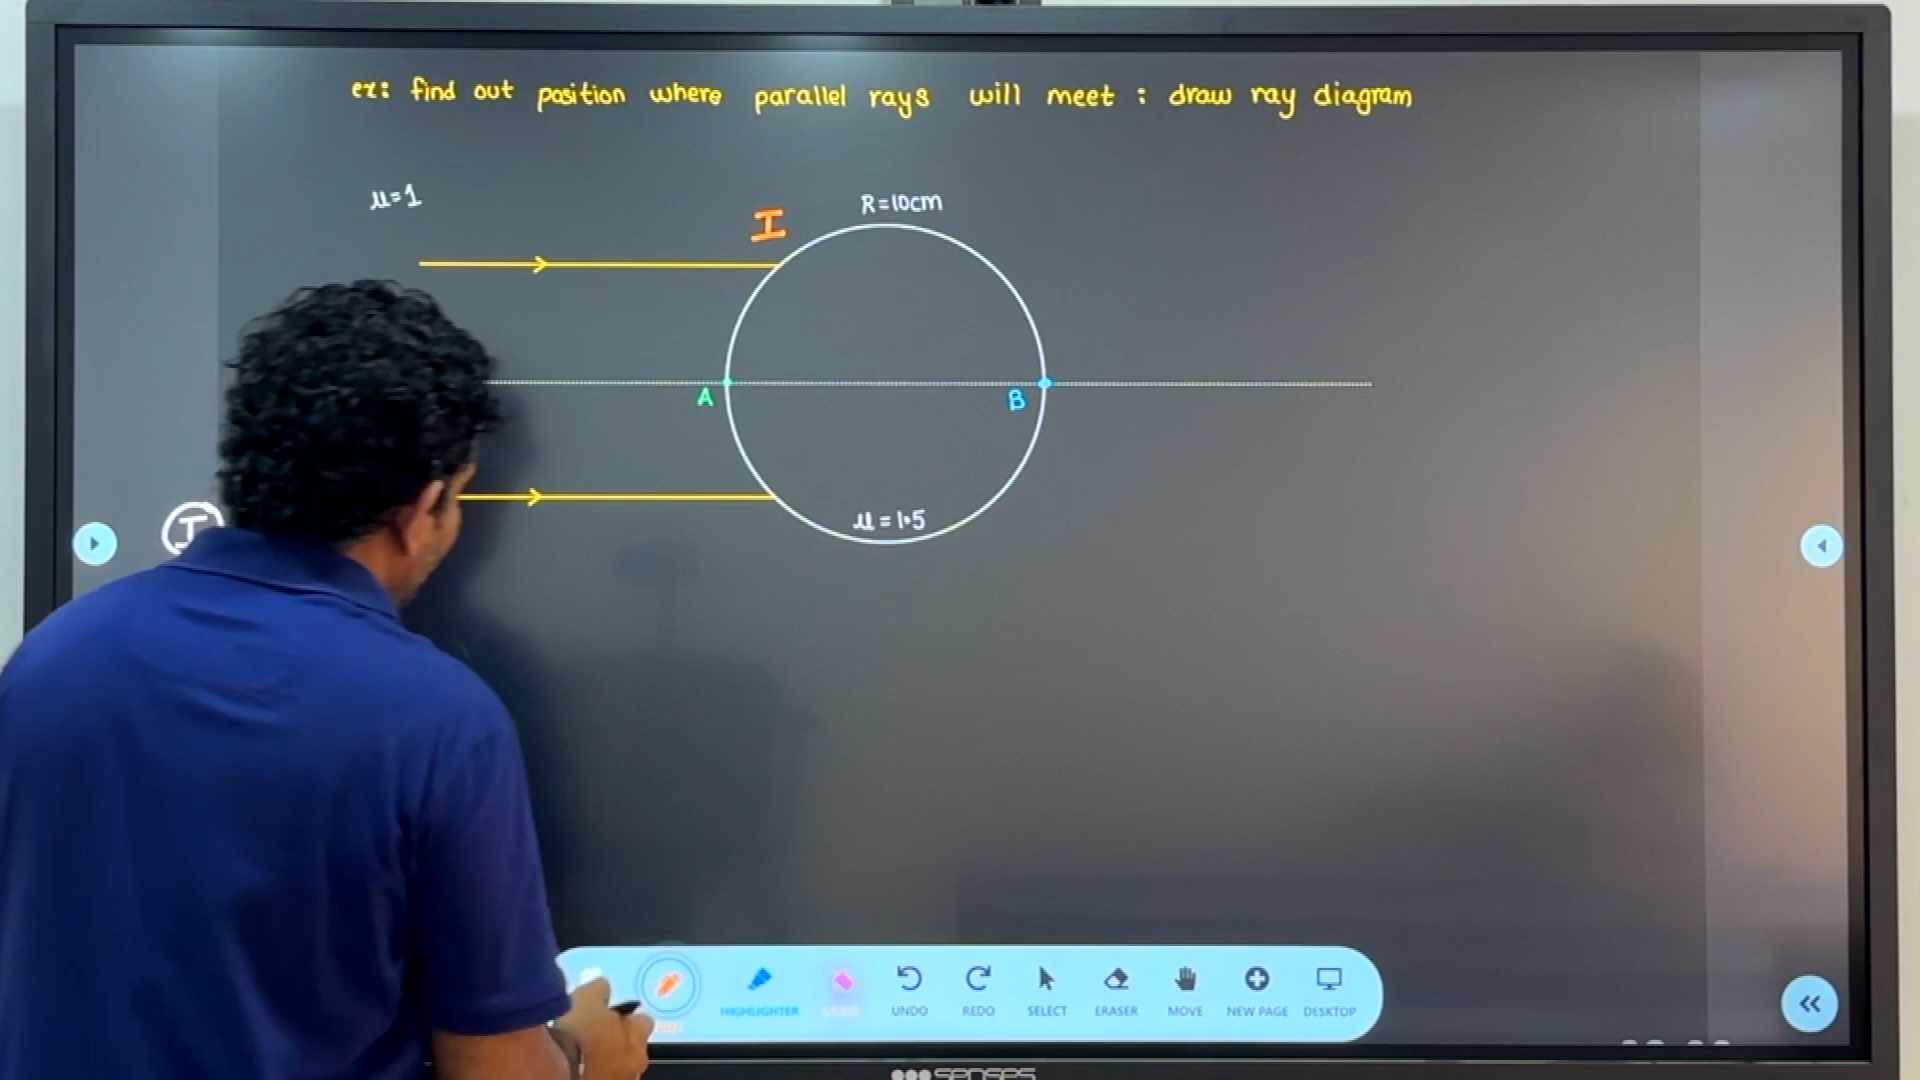 ex: find out position where parallel rays will meet : draw ray diagram
μ=1
I
R=10cm
A
B
I
μ = 1.5
HIGHLIGHTER
UNDO
REDO
SELECT
ERASER
MOVE
NEW PAGE
DESKTOP
senses